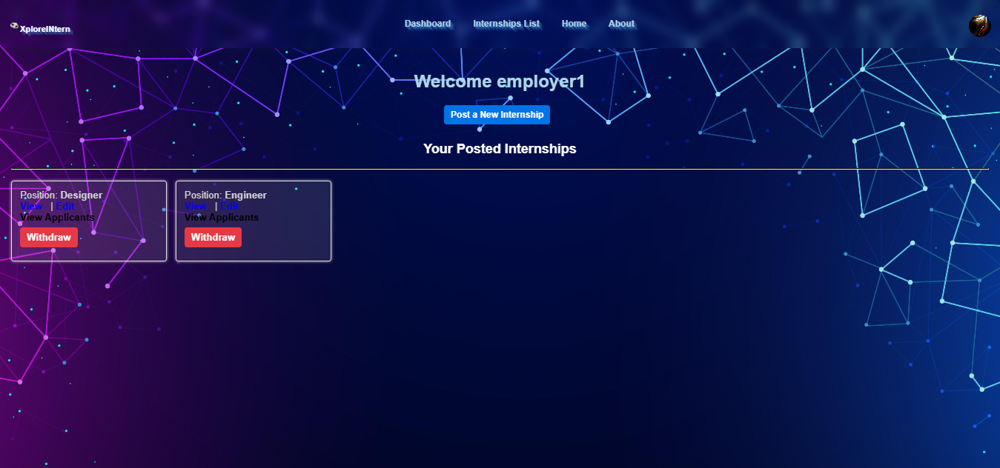 XploreINtern
Dashboard Internships List Home About
Welcome employer1
Post a New Internship
Your Posted Internships
Position: Designer
View | Edit
View Applicants
Withdraw
Position: Engineer
View | Edit
View Applicants
Withdraw